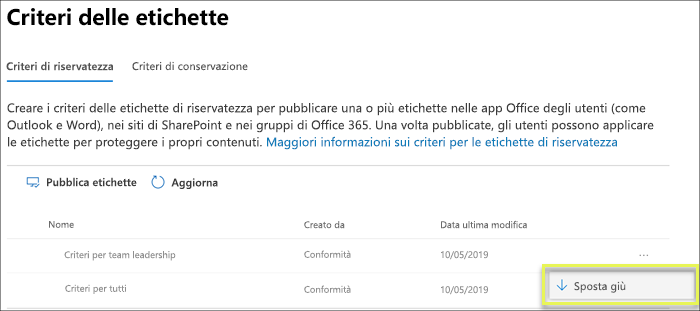 Criteri delle etichette
Criteri di riservatezza Criteri di conservazione
Creare i criteri delle etichette di riservatezza per pubblicare una o più etichette nelle app Office degli utenti (come
Outlook e Word), nei siti di SharePoint e nei gruppi di Office 365. Una volta pubblicate, gli utenti possono applicare
le etichette per proteggere i propri contenuti. Maggiori informazioni sui criteri per le etichette di riservatezza
Pubblica etichette Aggiorna
Nome Creato da Data ultima modifica
Criteri per team leadership Conformità 10/05/2019 ...
Criteri per tutti Conformità 10/05/2019 Sposta giù